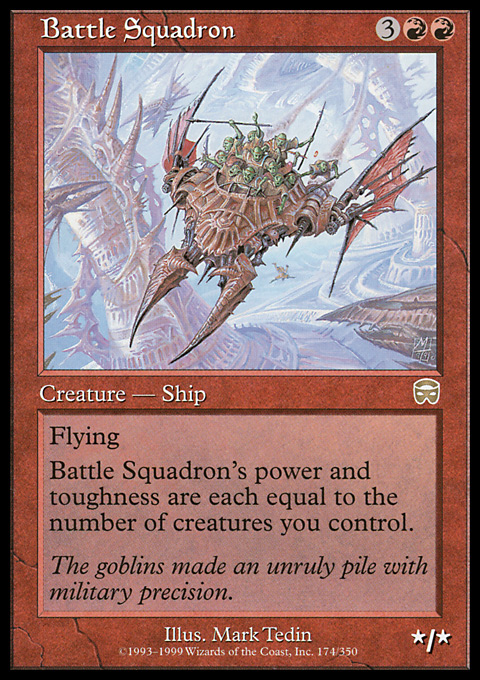 Battle Squadron 3
Creature — Ship
Flying
Battle Squadron's power and
toughness are each equal to the
number of creatures you control.
The goblins made an unruly pile with
military precision.
Illus. Mark Tedin
*/*
©1993–1999 Wizards of the Coast, Inc. 174/350